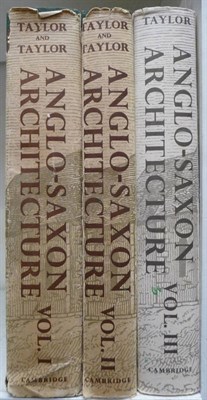 TAYLOR
AND
TAYLOR
ANGLO-SAXON
ARCHITECTURE
VOL. I
CAMBRIDGE
TAYLOR
AND
TAYLOR
ANGLO-SAXON
ARCHITECTURE
VOL. II
CAMBRIDGE
TAYLOR
ANGLO-SAXON
ARCHITECTURE
VOL. III
CAMBRIDGE